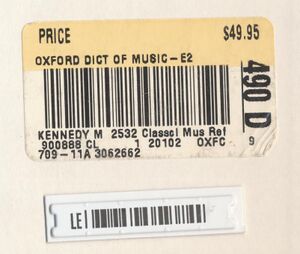 PRICE $49.95
OXFORD DICT OF MUSIC-E2
490 D
9
KENNEDY M 2532 Classcl Mus Ref
900888 CL 1 20102 OXFC
709-11A 3062662
LE